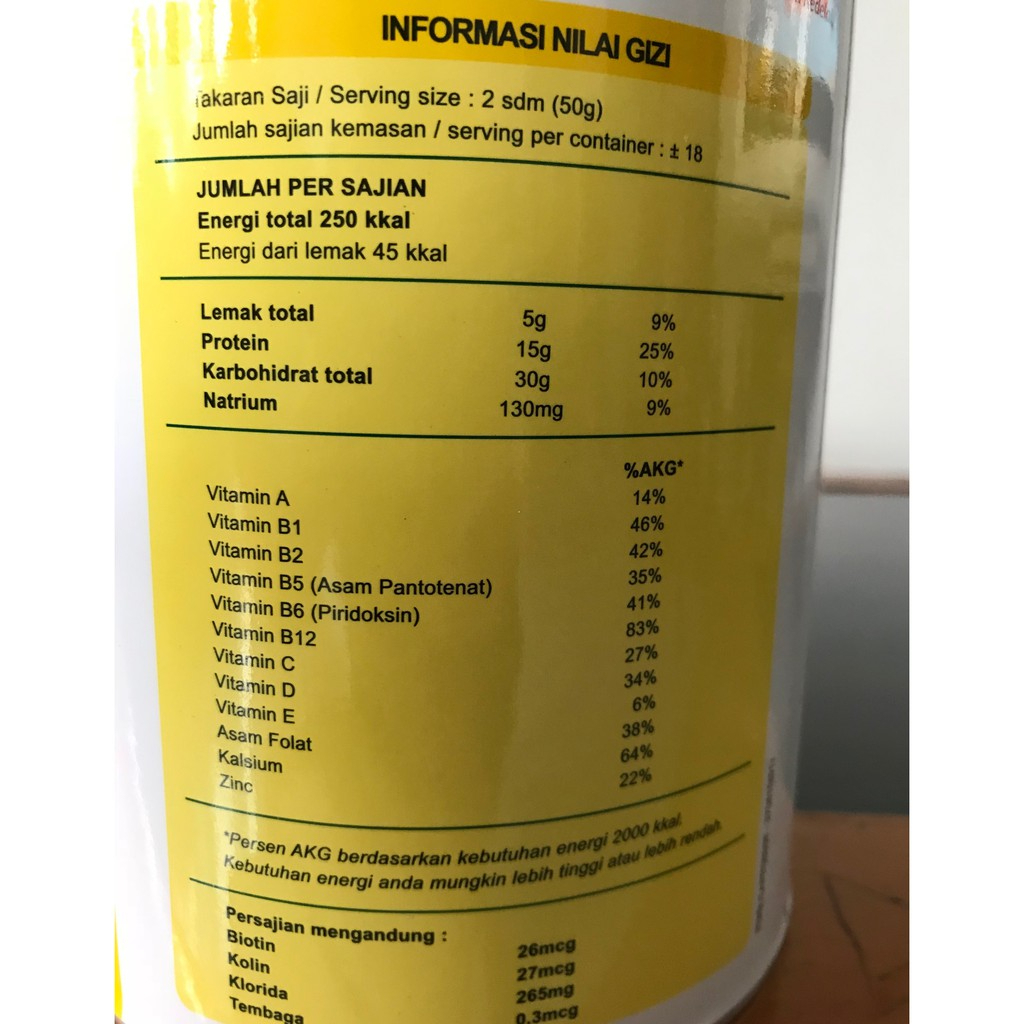 INFORMASI NILAI GIZI
Takaran Saji / Serving size : 2 sdm (50g)
Jumlah sajian kemasan / serving per container : ± 18
JUMLAH PER SAJIAN
Energi total 250 kkal
Energi dari lemak 45 kkal
Lemak total 5g 9%
Protein 15g 25%
Karbohidrat total 30g 10%
Natrium 130mg 9%
%AKG*
Vitamin A 14%
Vitamin B1 46%
Vitamin B2 42%
Vitamin B5 (Asam Pantotenat) 35%
Vitamin B6 (Piridoksin) 41%
Vitamin B12 83%
Vitamin C 27%
Vitamin D 34%
Vitamin E 6%
Asam Folat 38%
Kalsium 64%
Zinc 22%
*Persen AKG berdasarkan kebutuhan energi 2000 kkal.
Kebutuhan energi anda mungkin lebih tinggi atau lebih rendah.
Persajian mengandung :
Biotin 26mcg
Kolin 27mcg
Klorida 265mg
Tembaga 0.3mcg